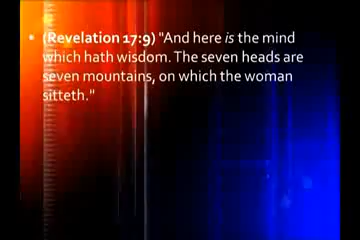 (Revelation 17:9) "And here is the mind
which hath wisdom. The seven heads are
seven mountains, on which the woman
sitteth."